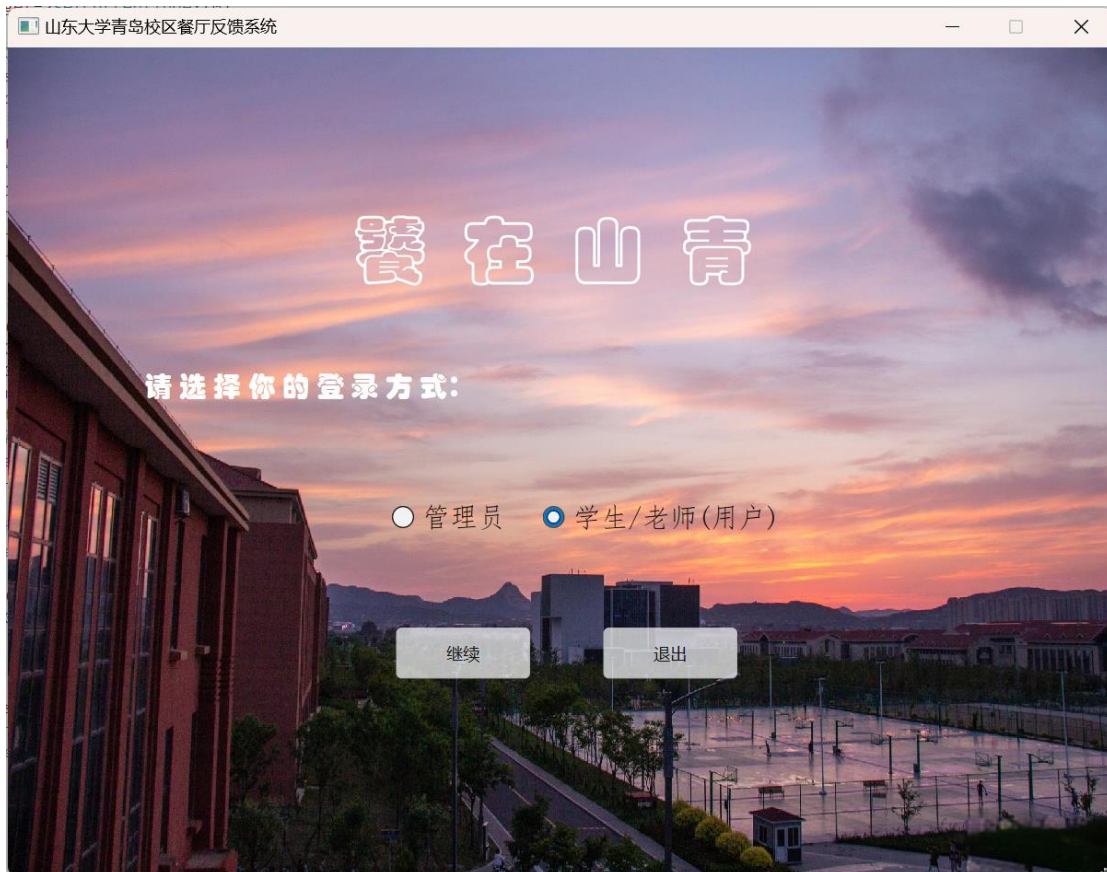 山东大学青岛校区餐厅反馈系统
饕在山青
请选择你的登录方式:
管理员 学生/老师(用户)
继续 退出